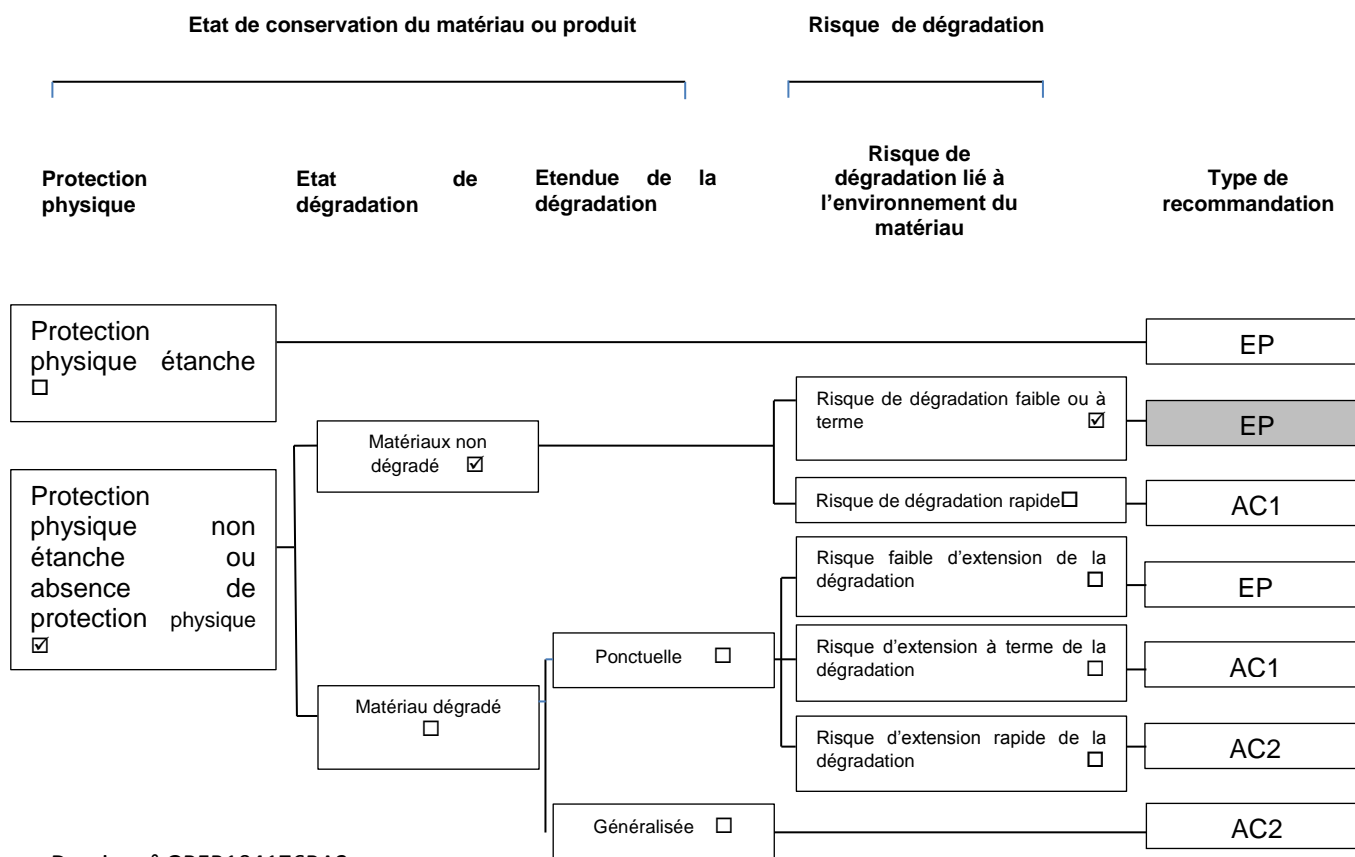 Etat de conservation du matériau ou produit
Risque de dégradation
Protection
physique
Etat de
dégradation
Etendue de la
dégradation
Risque de
dégradation lié à
l'environnement du
matériau
Type de
recommandation
Protection
physique étanche
☐
EP
Risque de dégradation faible ou à
terme ☑
EP
Matériaux non
dégradé ☑
Risque de dégradation rapide☐
AC1
Protection
physique non
étanche ou
absence de
protection physique
☑
Risque faible d'extension de la
dégradation ☐
EP
Ponctuelle ☐
Risque d'extension à terme de la
dégradation ☐
AC1
Matériau dégradé
☐
Risque d'extension rapide de la
dégradation ☐
AC2
Généralisée ☐
AC2